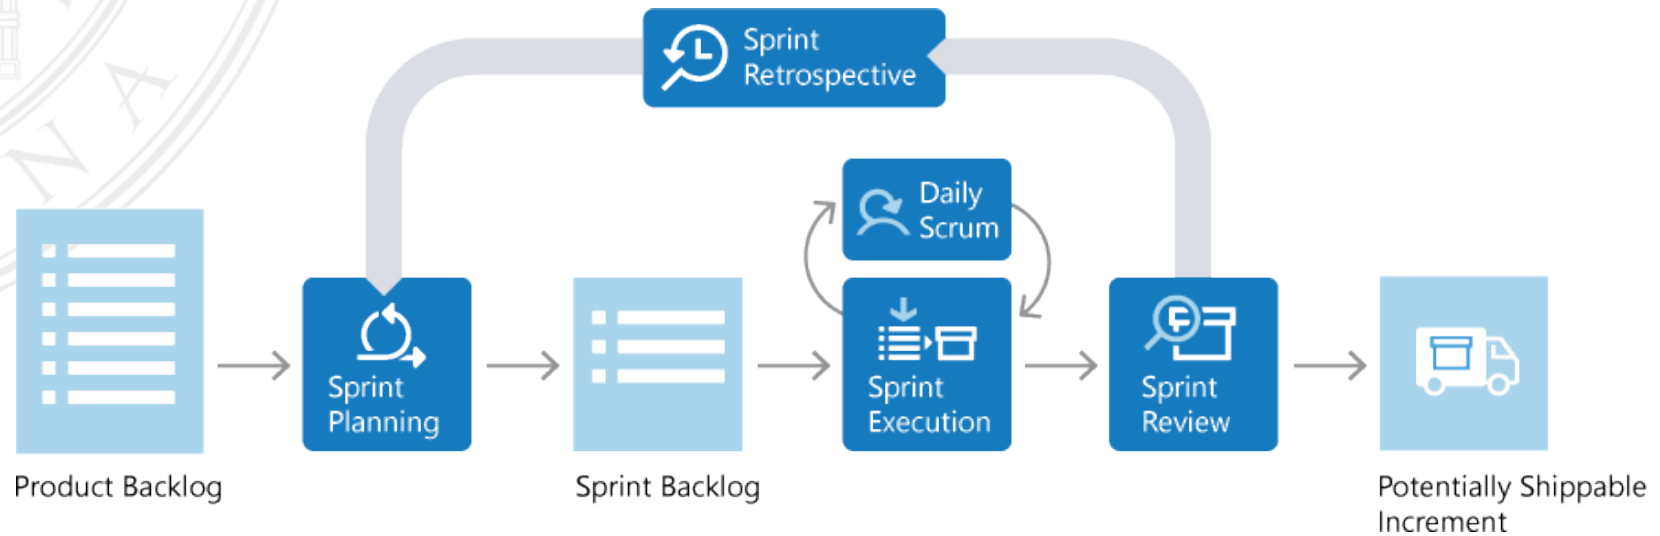 Sprint
Retrospective
Daily
Scrum
Sprint
Planning
Sprint
Execution
Sprint
Review
Product Backlog
Sprint Backlog
Potentially Shippable
Increment
N A